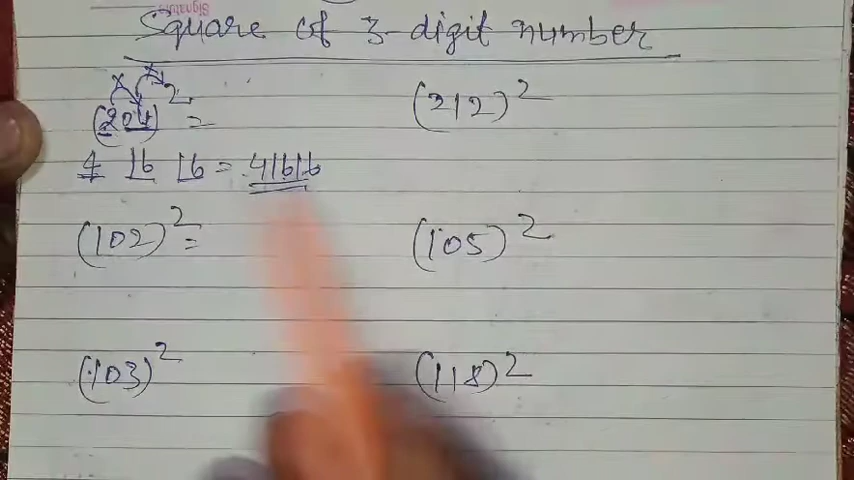 Signature
Square of 3 digit number
(204)² =
(212)²
4 16 16 = 41616
(102)² =
(105)²
(103)²
(118)²